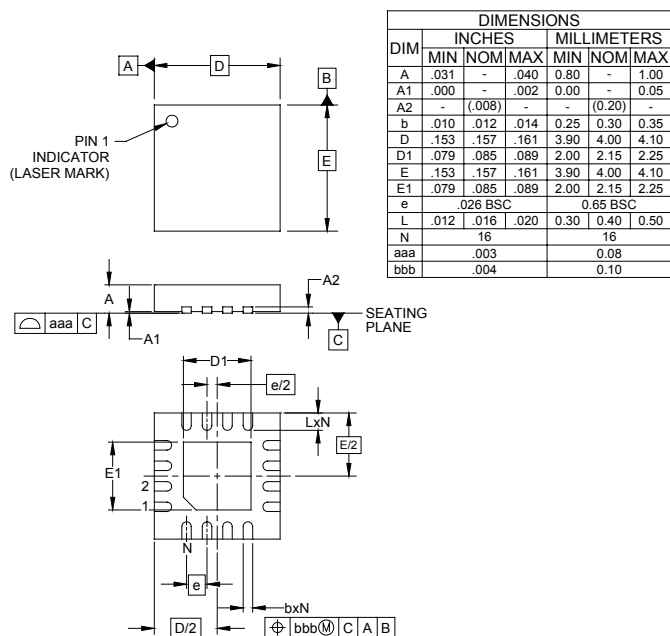 A
D
B
PIN 1
INDICATOR
(LASER MARK)
E
DIMENSIONS
DIM INCHES MILLIMETERS
MIN NOM MAX MIN NOM MAX
A .031 - .040 0.80 - 1.00
A1 .000 - .002 0.00 - 0.05
A2 - (.008) - - (0.20) -
b .010 .012 .014 0.25 0.30 0.35
D .153 .157 .161 3.90 4.00 4.10
D1 .079 .085 .089 2.00 2.15 2.25
E .153 .157 .161 3.90 4.00 4.10
E1 .079 .085 .089 2.00 2.15 2.25
e .026 BSC 0.65 BSC
L .012 .016 .020 0.30 0.40 0.50
N 16 16
aaa .003 0.08
bbb .004 0.10
A
A2
aaa C
A1
SEATING
PLANE
C
D1
e/2
LxN
E/2
E1
2
1
N
e
bxN
D/2
⌖ bbbⓂ C A B